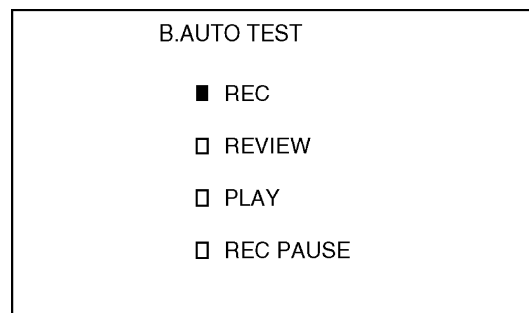 B.AUTO TEST
■ REC
□ REVIEW
□ PLAY
□ REC PAUSE